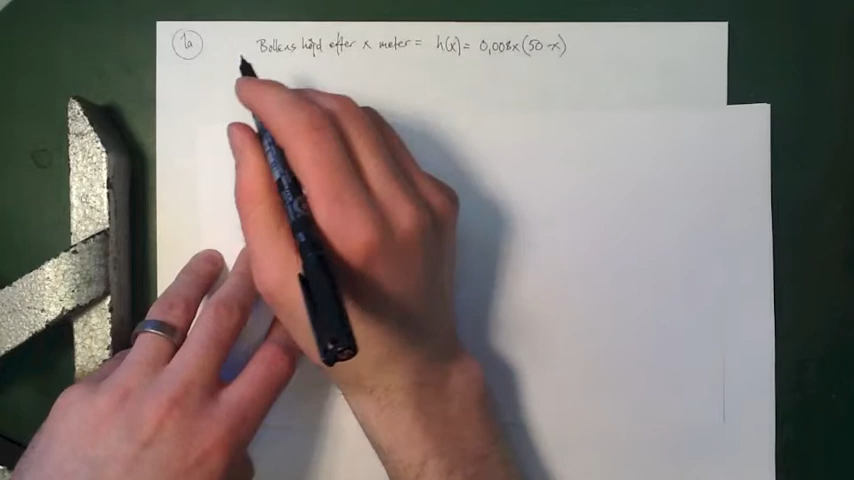 1a Bollens höjd efter x meter = h(x) = 0,008x(50-x)